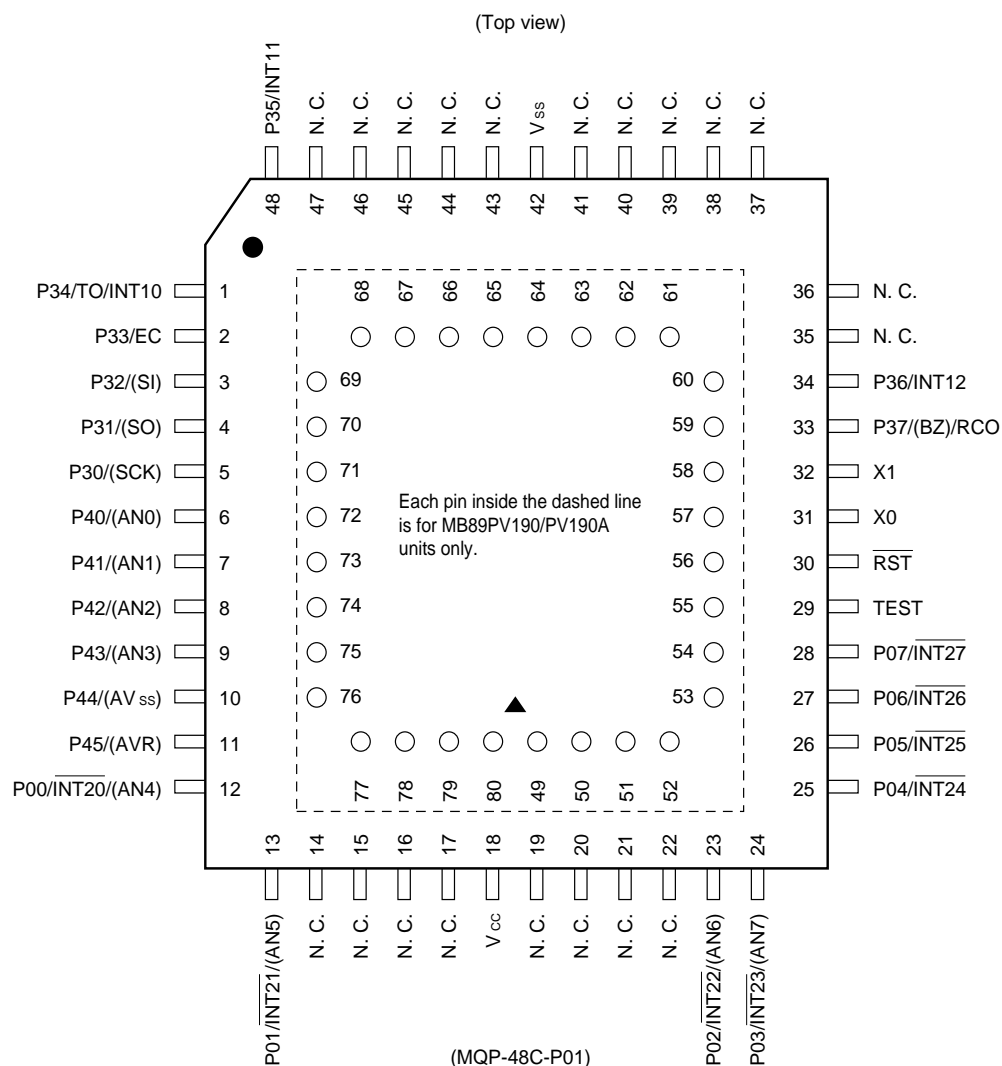 (Top view)
P35/INT11
N. C.
N. C.
N. C.
N. C.
N. C.
Vss
N. C.
N. C.
N. C.
N. C.
N. C.
48 47 46 45 44 43 42 41 40 39 38 37
P34/TO/INT10 1
P33/EC 2
P32/(SI) 3
P31/(SO) 4
P30/(SCK) 5
P40/(AN0) 6
P41/(AN1) 7
P42/(AN2) 8
P43/(AN3) 9
P44/(AVss) 10
P45/(AVR) 11
P00/INT20/(AN4) 12
68 67 66 65 64 63 62 61
69
70
71
72
73
74
75
76
Each pin inside the dashed line
is for MB89PV190/PV190A
units only.
60
59
58
57
56
55
54
53
77 78 79 80 49 50 51 52
36 N. C.
35 N. C.
34 P36/INT12
33 P37/(BZ)/RCO
32 X1
31 X0
30 RST
29 TEST
28 P07/INT27
27 P06/INT26
26 P05/INT25
25 P04/INT24
13 14 15 16 17 18 19 20 21 22 23 24
P01/INT21/(AN5)
N. C.
N. C.
N. C.
N. C.
Vcc
N. C.
N. C.
N. C.
N. C.
P02/INT22/(AN6)
P03/INT23/(AN7)
(MQP-48C-P01)